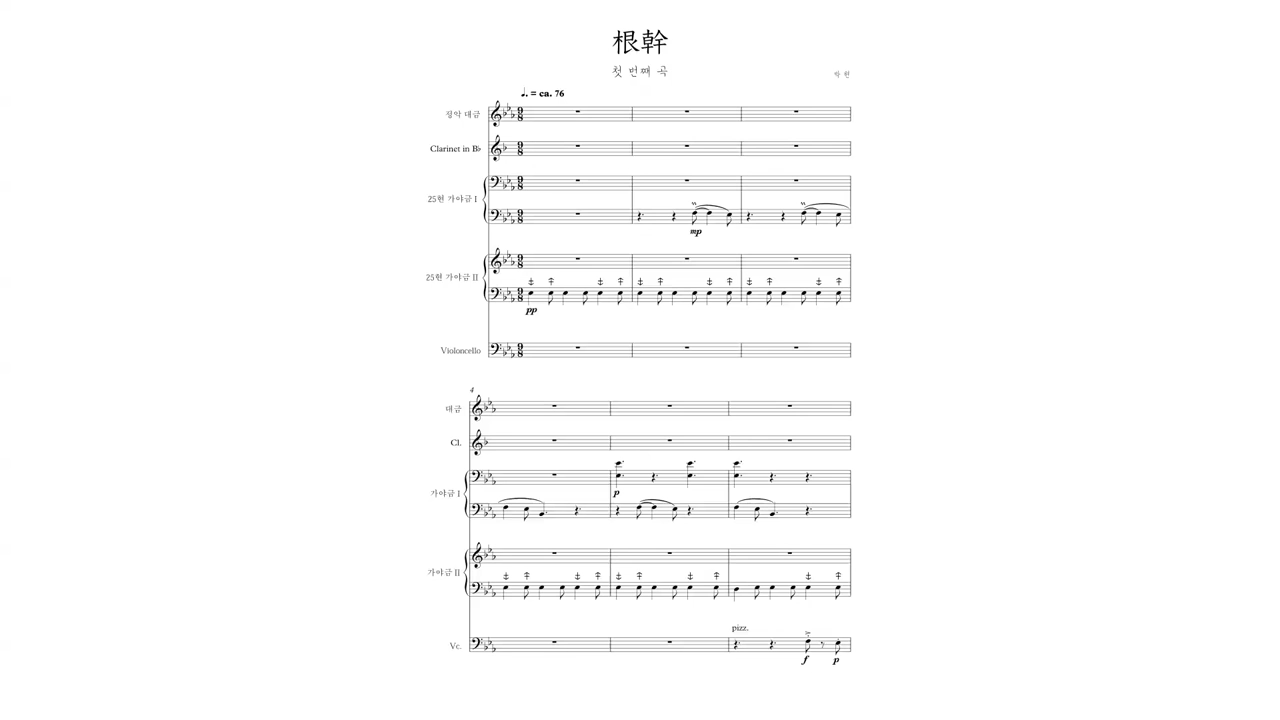 根幹
첫 번째 곡
박 헌
♩. = ca. 76
정악 대금
Clarinet in B♭
25현 가야금 I
mp
25현 가야금 II
pp
Violoncello
4
대금
Cl.
p
가야금 I
가야금 II
pizz.
Vc.
f p